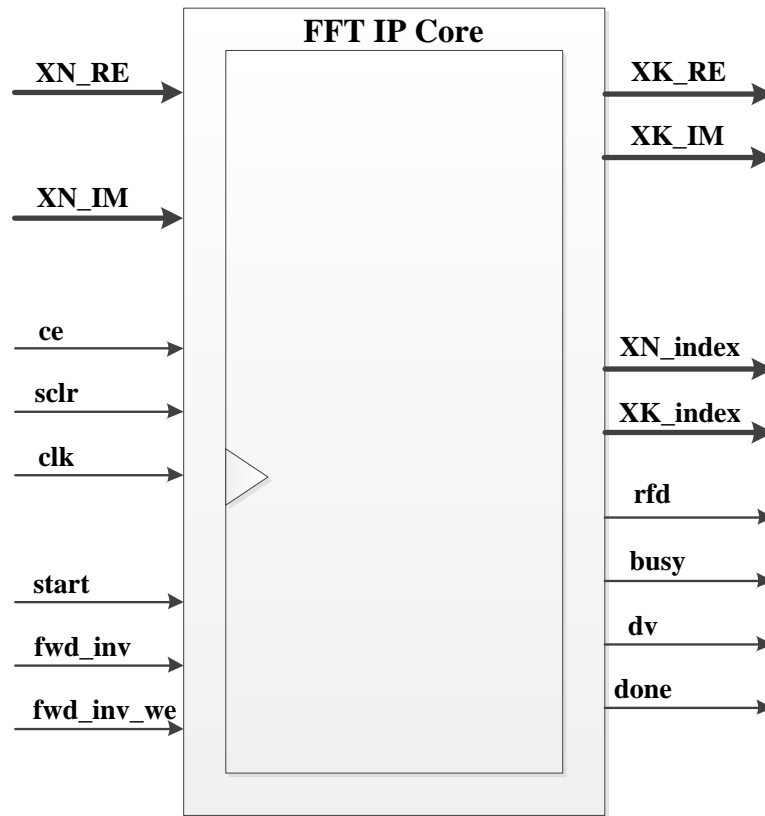 FFT IP Core
XN_RE
XN_IM
ce
sclr
clk
start
fwd_inv
fwd_inv_we
XK_RE
XK_IM
XN_index
XK_index
rfd
busy
dv
done